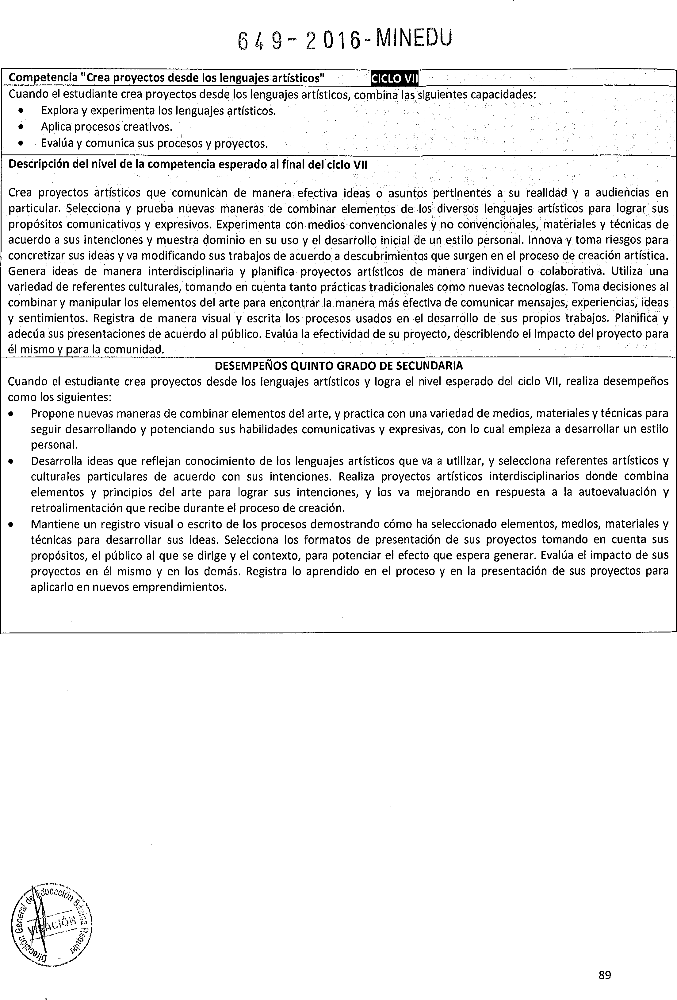 649-2016-MINEDU
Competencia "Crea proyectos desde los lenguajes artísticos" CICLO VII
Cuando el estudiante crea proyectos desde los lenguajes artísticos, combina las siguientes capacidades:
• Explora y experimenta los lenguajes artísticos.
• Aplica procesos creativos.
• Evalúa y comunica sus procesos y proyectos.
Descripción del nivel de la competencia esperado al final del ciclo VII
Crea proyectos artísticos que comunican de manera efectiva ideas o asuntos pertinentes a su realidad y a audiencias en
particular. Selecciona y prueba nuevas maneras de combinar elementos de los diversos lenguajes artísticos para lograr sus
propósitos comunicativos y expresivos. Experimenta con medios convencionales y no convencionales, materiales y técnicas de
acuerdo a sus intenciones y muestra dominio en su uso y el desarrollo inicial de un estilo personal. Innova y toma riesgos para
concretizar sus ideas y va modificando sus trabajos de acuerdo a descubrimientos que surgen en el proceso de creación artística.
Genera ideas de manera interdisciplinaria y planifica proyectos artísticos de manera individual o colaborativa. Utiliza una
variedad de referentes culturales, tomando en cuenta tanto prácticas tradicionales como nuevas tecnologías. Toma decisiones al
combinar y manipular los elementos del arte para encontrar la manera más efectiva de comunicar mensajes, experiencias, ideas
y sentimientos. Registra de manera visual y escrita los procesos usados en el desarrollo de sus propios trabajos. Planifica y
adecúa sus presentaciones de acuerdo al público. Evalúa la efectividad de su proyecto, describiendo el impacto del proyecto para
él mismo y para la comunidad.
DESEMPEÑOS QUINTO GRADO DE SECUNDARIA
Cuando el estudiante crea proyectos desde los lenguajes artísticos y logra el nivel esperado del ciclo VII, realiza desempeños
como los siguientes:
• Propone nuevas maneras de combinar elementos del arte, y practica con una variedad de medios, materiales y técnicas para
seguir desarrollando y potenciando sus habilidades comunicativas y expresivas, con lo cual empieza a desarrollar un estilo
personal.
• Desarrolla ideas que reflejan conocimiento de los lenguajes artísticos que va a utilizar, y selecciona referentes artísticos y
culturales particulares de acuerdo con sus intenciones. Realiza proyectos artísticos interdisciplinarios donde combina
elementos y principios del arte para lograr sus intenciones, y los va mejorando en respuesta a la autoevaluación y
retroalimentación que recibe durante el proceso de creación.
• Mantiene un registro visual o escrito de los procesos demostrando cómo ha seleccionado elementos, medios, materiales y
técnicas para desarrollar sus ideas. Selecciona los formatos de presentación de sus proyectos tomando en cuenta sus
propósitos, el público al que se dirige y el contexto, para potenciar el efecto que espera generar. Evalúa el impacto de sus
proyectos en él mismo y en los demás. Registra lo aprendido en el proceso y en la presentación de sus proyectos para
aplicarlo en nuevos emprendimientos.
Dirección General de Educación Básica Regular
VISACIÓN
89